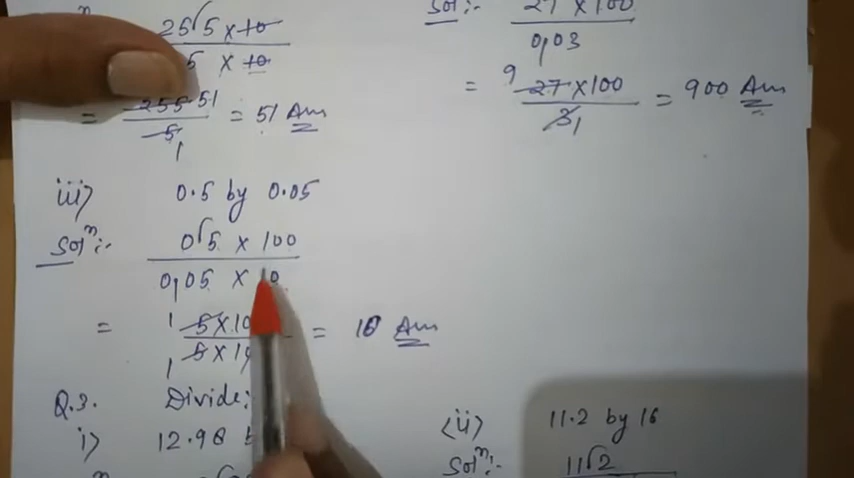 25.5 × 10
5 × 10
= 255 51 = 51 Ans
5 1
iii) 0.5 by 0.05
Solⁿ:- 0.5 × 100
0.05 × 10
= 1 5 × 10 = 10 Ans
1 5 × 1
Q.3. Divide:
i) 12.98
Solⁿ:- 27 × 100
0.03
= 9 27 × 100 = 900 Ans
3 1
(ii) 11.2 by 16
Solⁿ:- 11.2